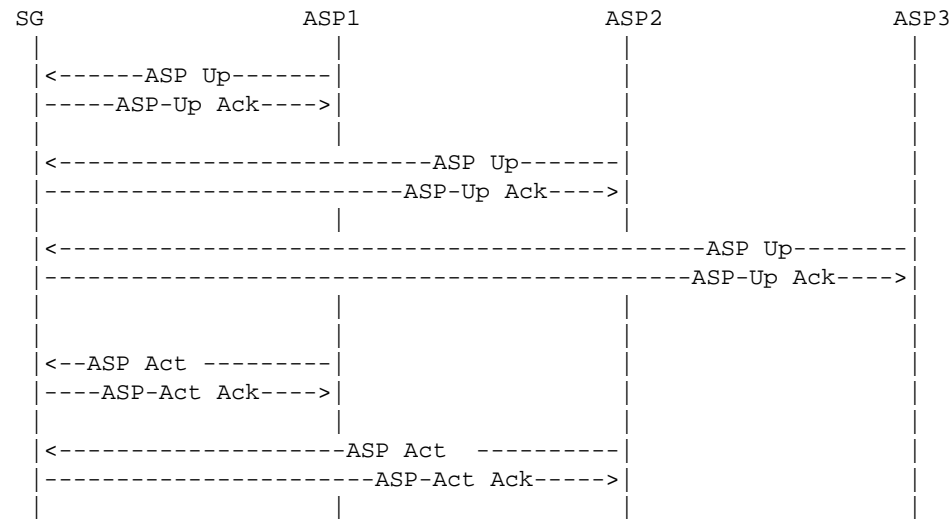 SG ASP1 ASP2 ASP3
<------ASP Up-------
-----ASP-Up Ack---->
<--------------------------ASP Up-------
-------------------------ASP-Up Ack---->
<---------------------------------------------ASP Up--------
---------------------------------------------ASP-Up Ack---->
<--ASP Act ---------
----ASP-Act Ack---->
<--------------------ASP Act ----------
-----------------------ASP-Act Ack----->